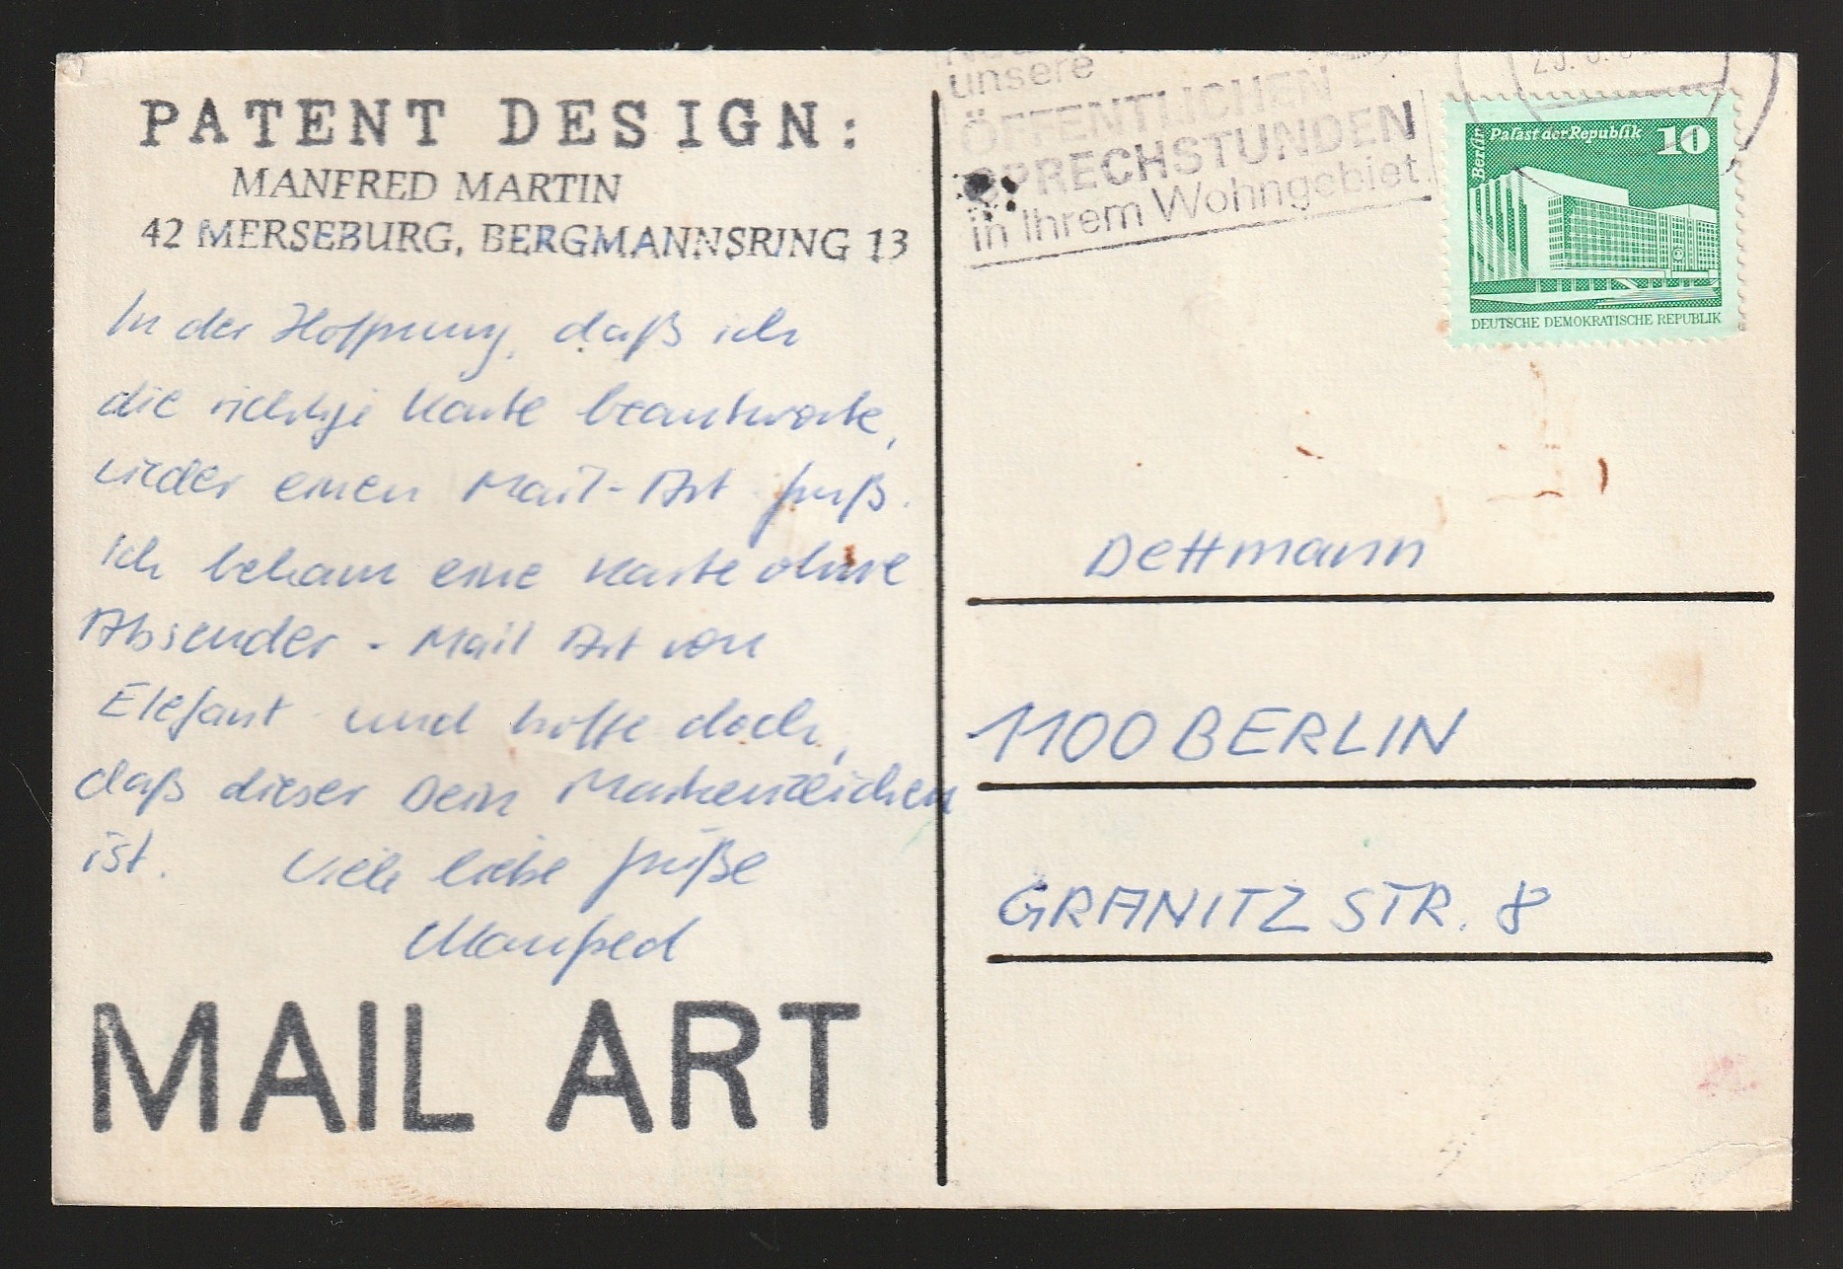 PATENT DESIGN:
MANFRED MARTIN
42 MERSEBURG, BERGMANNSRING 13
In der Hoffnung, daß ich
die richtige Karte beantworte,
wieder einen Mail-Art Gruß.
Ich bekam eine Karte ohne
Absender - Mail Art von
Elefant und hoffe doch,
daß dieser Dein Markenzeichen
ist. Viele liebe Grüße
Manfred
MAIL ART
unsere
ÖFFENTLICHEN
SPRECHSTUNDEN
in Ihrem Wohngebiet
Berlin
Palast der Republik 10
DEUTSCHE DEMOKRATISCHE REPUBLIK
Dettmann
1100 BERLIN
GRANITZSTR. 8